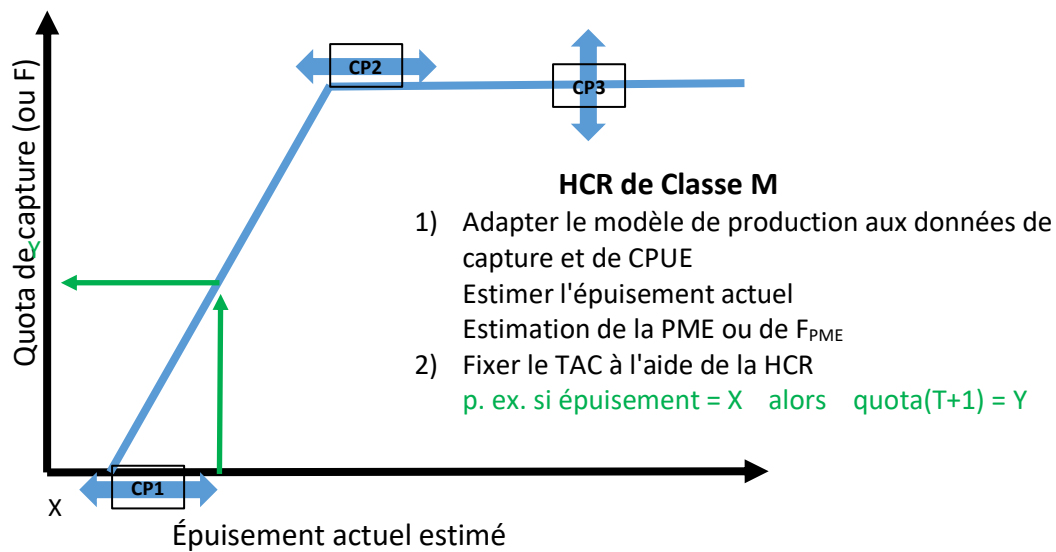 Quota de capture (ou F)
Y
CP2
CP3
HCR de Classe M
1) Adapter le modèle de production aux données de
capture et de CPUE
Estimer l'épuisement actuel
Estimation de la PME ou de FPME
2) Fixer le TAC à l'aide de la HCR
p. ex. si épuisement = X alors quota(T+1) = Y
CP1
X
Épuisement actuel estimé